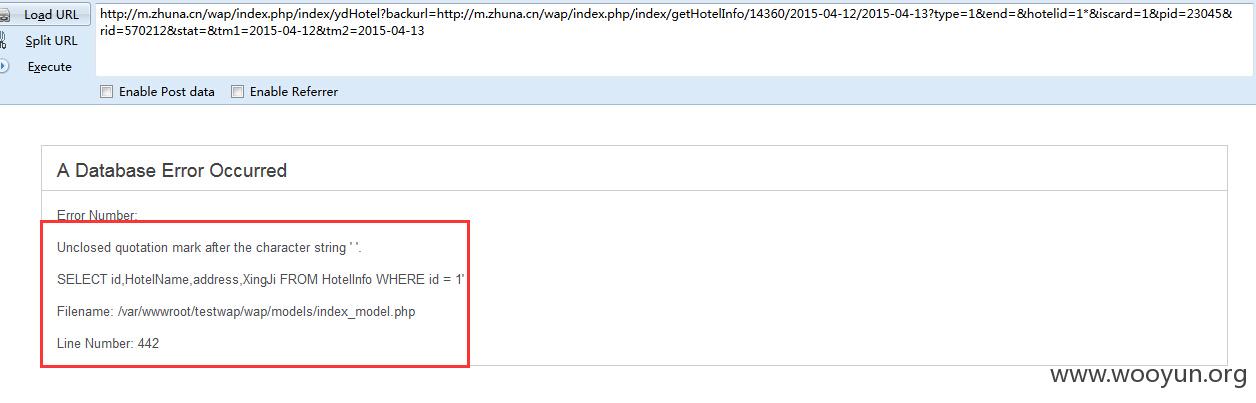 Load URL
http://m.zhuna.cn/wap/index.php/index/ydHotel?backurl=http://m.zhuna.cn/wap/index.php/index/getHotelInfo/14360/2015-04-12/2015-04-13?type=1&end=&hotelid=1*&iscard=1&pid=23045&
rid=570212&stat=&tm1=2015-04-12&tm2=2015-04-13
Split URL
Execute
Enable Post data Enable Referrer
A Database Error Occurred
Error Number:
Unclosed quotation mark after the character string ' '.
SELECT id,HotelName,address,XingJi FROM HotelInfo WHERE id = 1'
Filename: /var/wwwroot/testwap/wap/models/index_model.php
Line Number: 442
www.wooyun.org